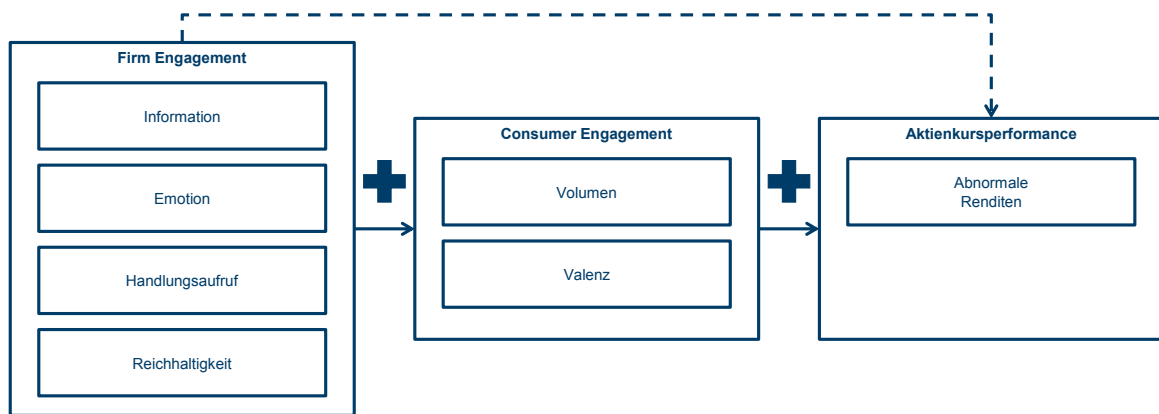 Firm Engagement
Information
Emotion
Handlungsaufruf
Reichhaltigkeit
Consumer Engagement
Volumen
Valenz
Aktienkursperformance
Abnormale
Renditen